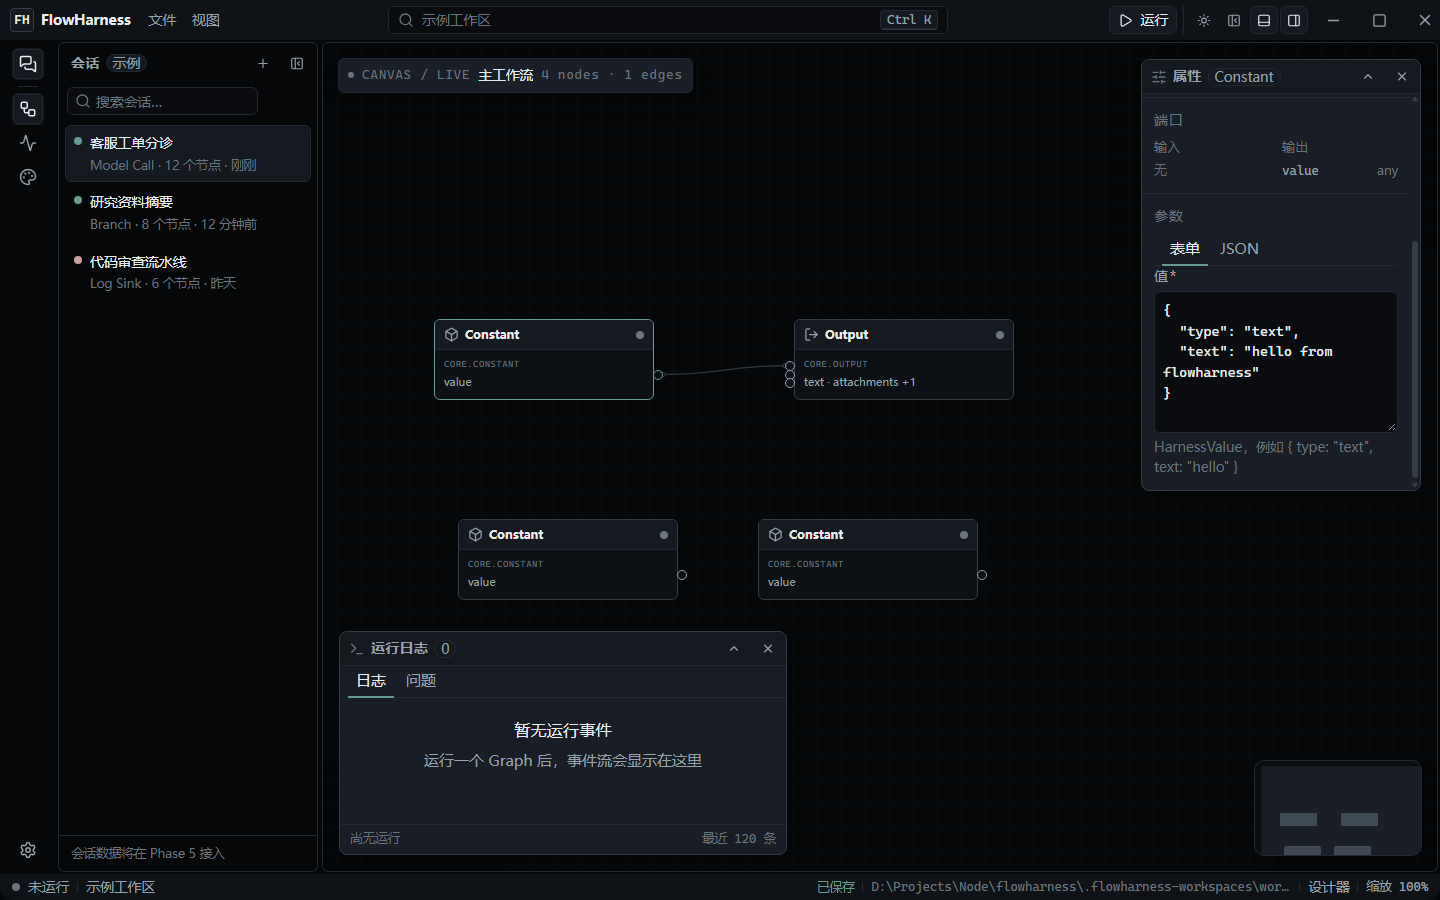 FH FlowHarness 文件 视图
示例工作区 Ctrl K
运行
会话 示例
搜索会话...
客服工单分诊
Model Call · 12 个节点 · 刚刚
研究资料摘要
Branch · 8 个节点 · 12 分钟前
代码审查流水线
Log Sink · 6 个节点 · 昨天
会话数据将在 Phase 5 接入
CANVAS / LIVE 主工作流 4 nodes · 1 edges
Constant
CORE.CONSTANT
value
Output
CORE.OUTPUT
text · attachments +1
Constant
CORE.CONSTANT
value
Constant
CORE.CONSTANT
value
运行日志 0
日志 问题
暂无运行事件
运行一个 Graph 后，事件流会显示在这里
尚无运行 最近 120 条
属性 Constant
端口
输入 输出
无 value any
参数
表单 JSON
值*
{
"type": "text",
"text": "hello from
flowharness"
}
HarnessValue，例如 { type: "text",
text: "hello" }
未运行 示例工作区
已保存 D:\Projects\Node\flowharness\.flowharness-workspaces\wor… 设计器 缩放 100%